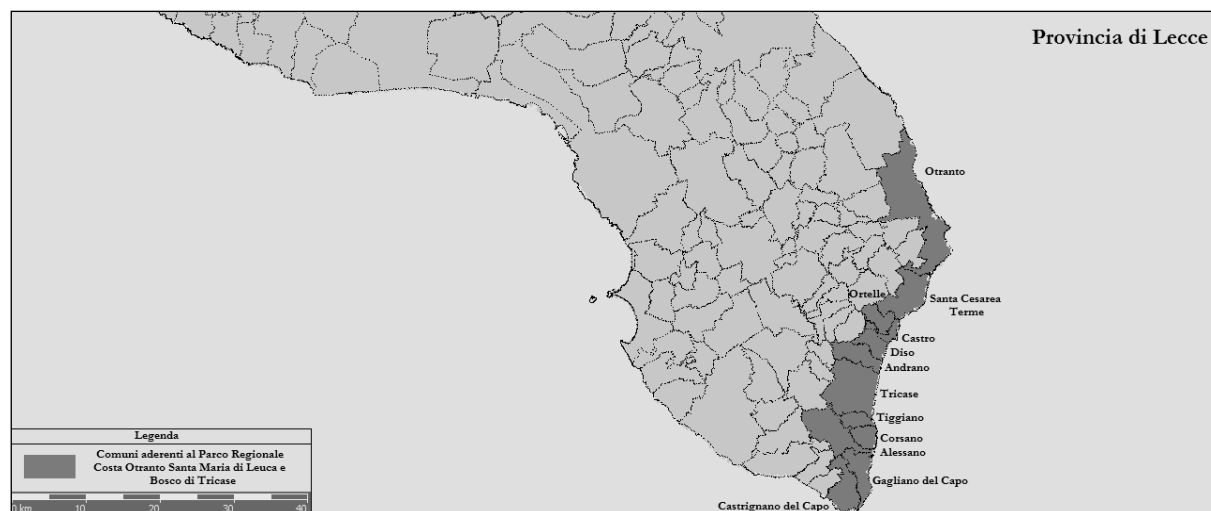 Provincia di Lecce
Otranto
Ortelle
Santa Cesarea
Terme
Castro
Diso
Andrano
Tricase
Tiggiano
Corsano
Alessano
Gagliano del Capo
Castrignano del Capo
Legenda
Comuni aderenti al Parco Regionale
Costa Otranto Santa Maria di Leuca e
Bosco di Tricase
0 km 10 20 30 40